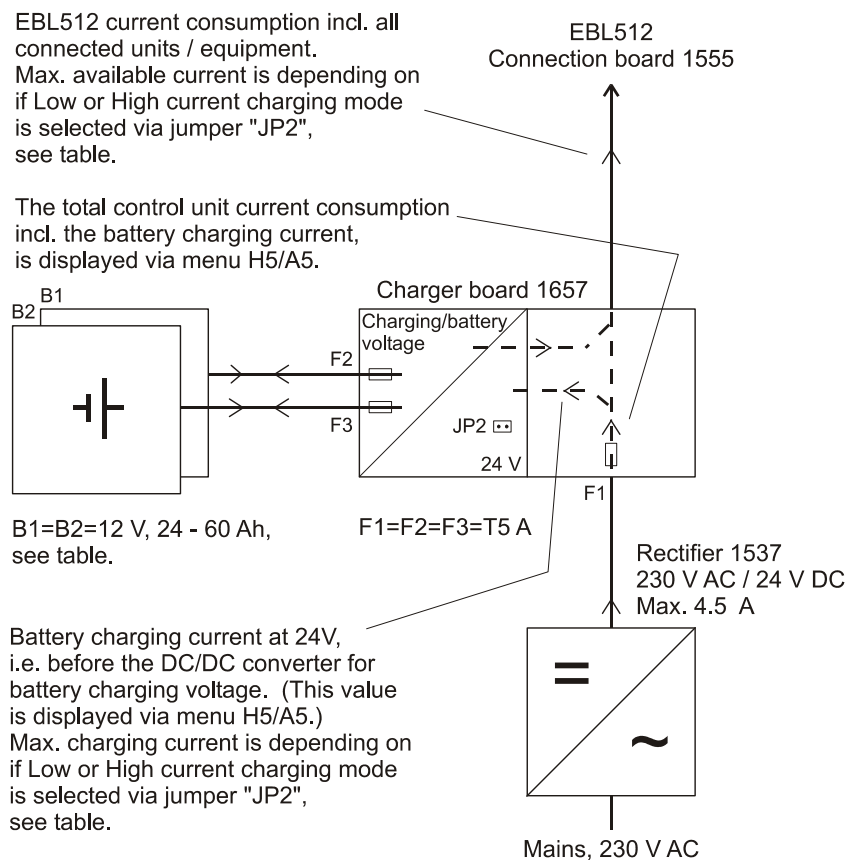 EBL512 current consumption incl. all
connected units / equipment.
Max. available current is depending on
if Low or High current charging mode
is selected via jumper "JP2",
see table.
EBL512
Connection board 1555
The total control unit current consumption
incl. the battery charging current,
is displayed via menu H5/A5.
B1
B2
Charger board 1657
Charging/battery
voltage
F2
F3
JP2
24 V
F1
B1=B2=12 V, 24 - 60 Ah,
see table.
F1=F2=F3=T5 A
Rectifier 1537
230 V AC / 24 V DC
Max. 4.5 A
Battery charging current at 24V,
i.e. before the DC/DC converter for
battery charging voltage. (This value
is displayed via menu H5/A5.)
Max. charging current is depending on
if Low or High current charging mode
is selected via jumper "JP2",
see table.
=
~
Mains, 230 V AC